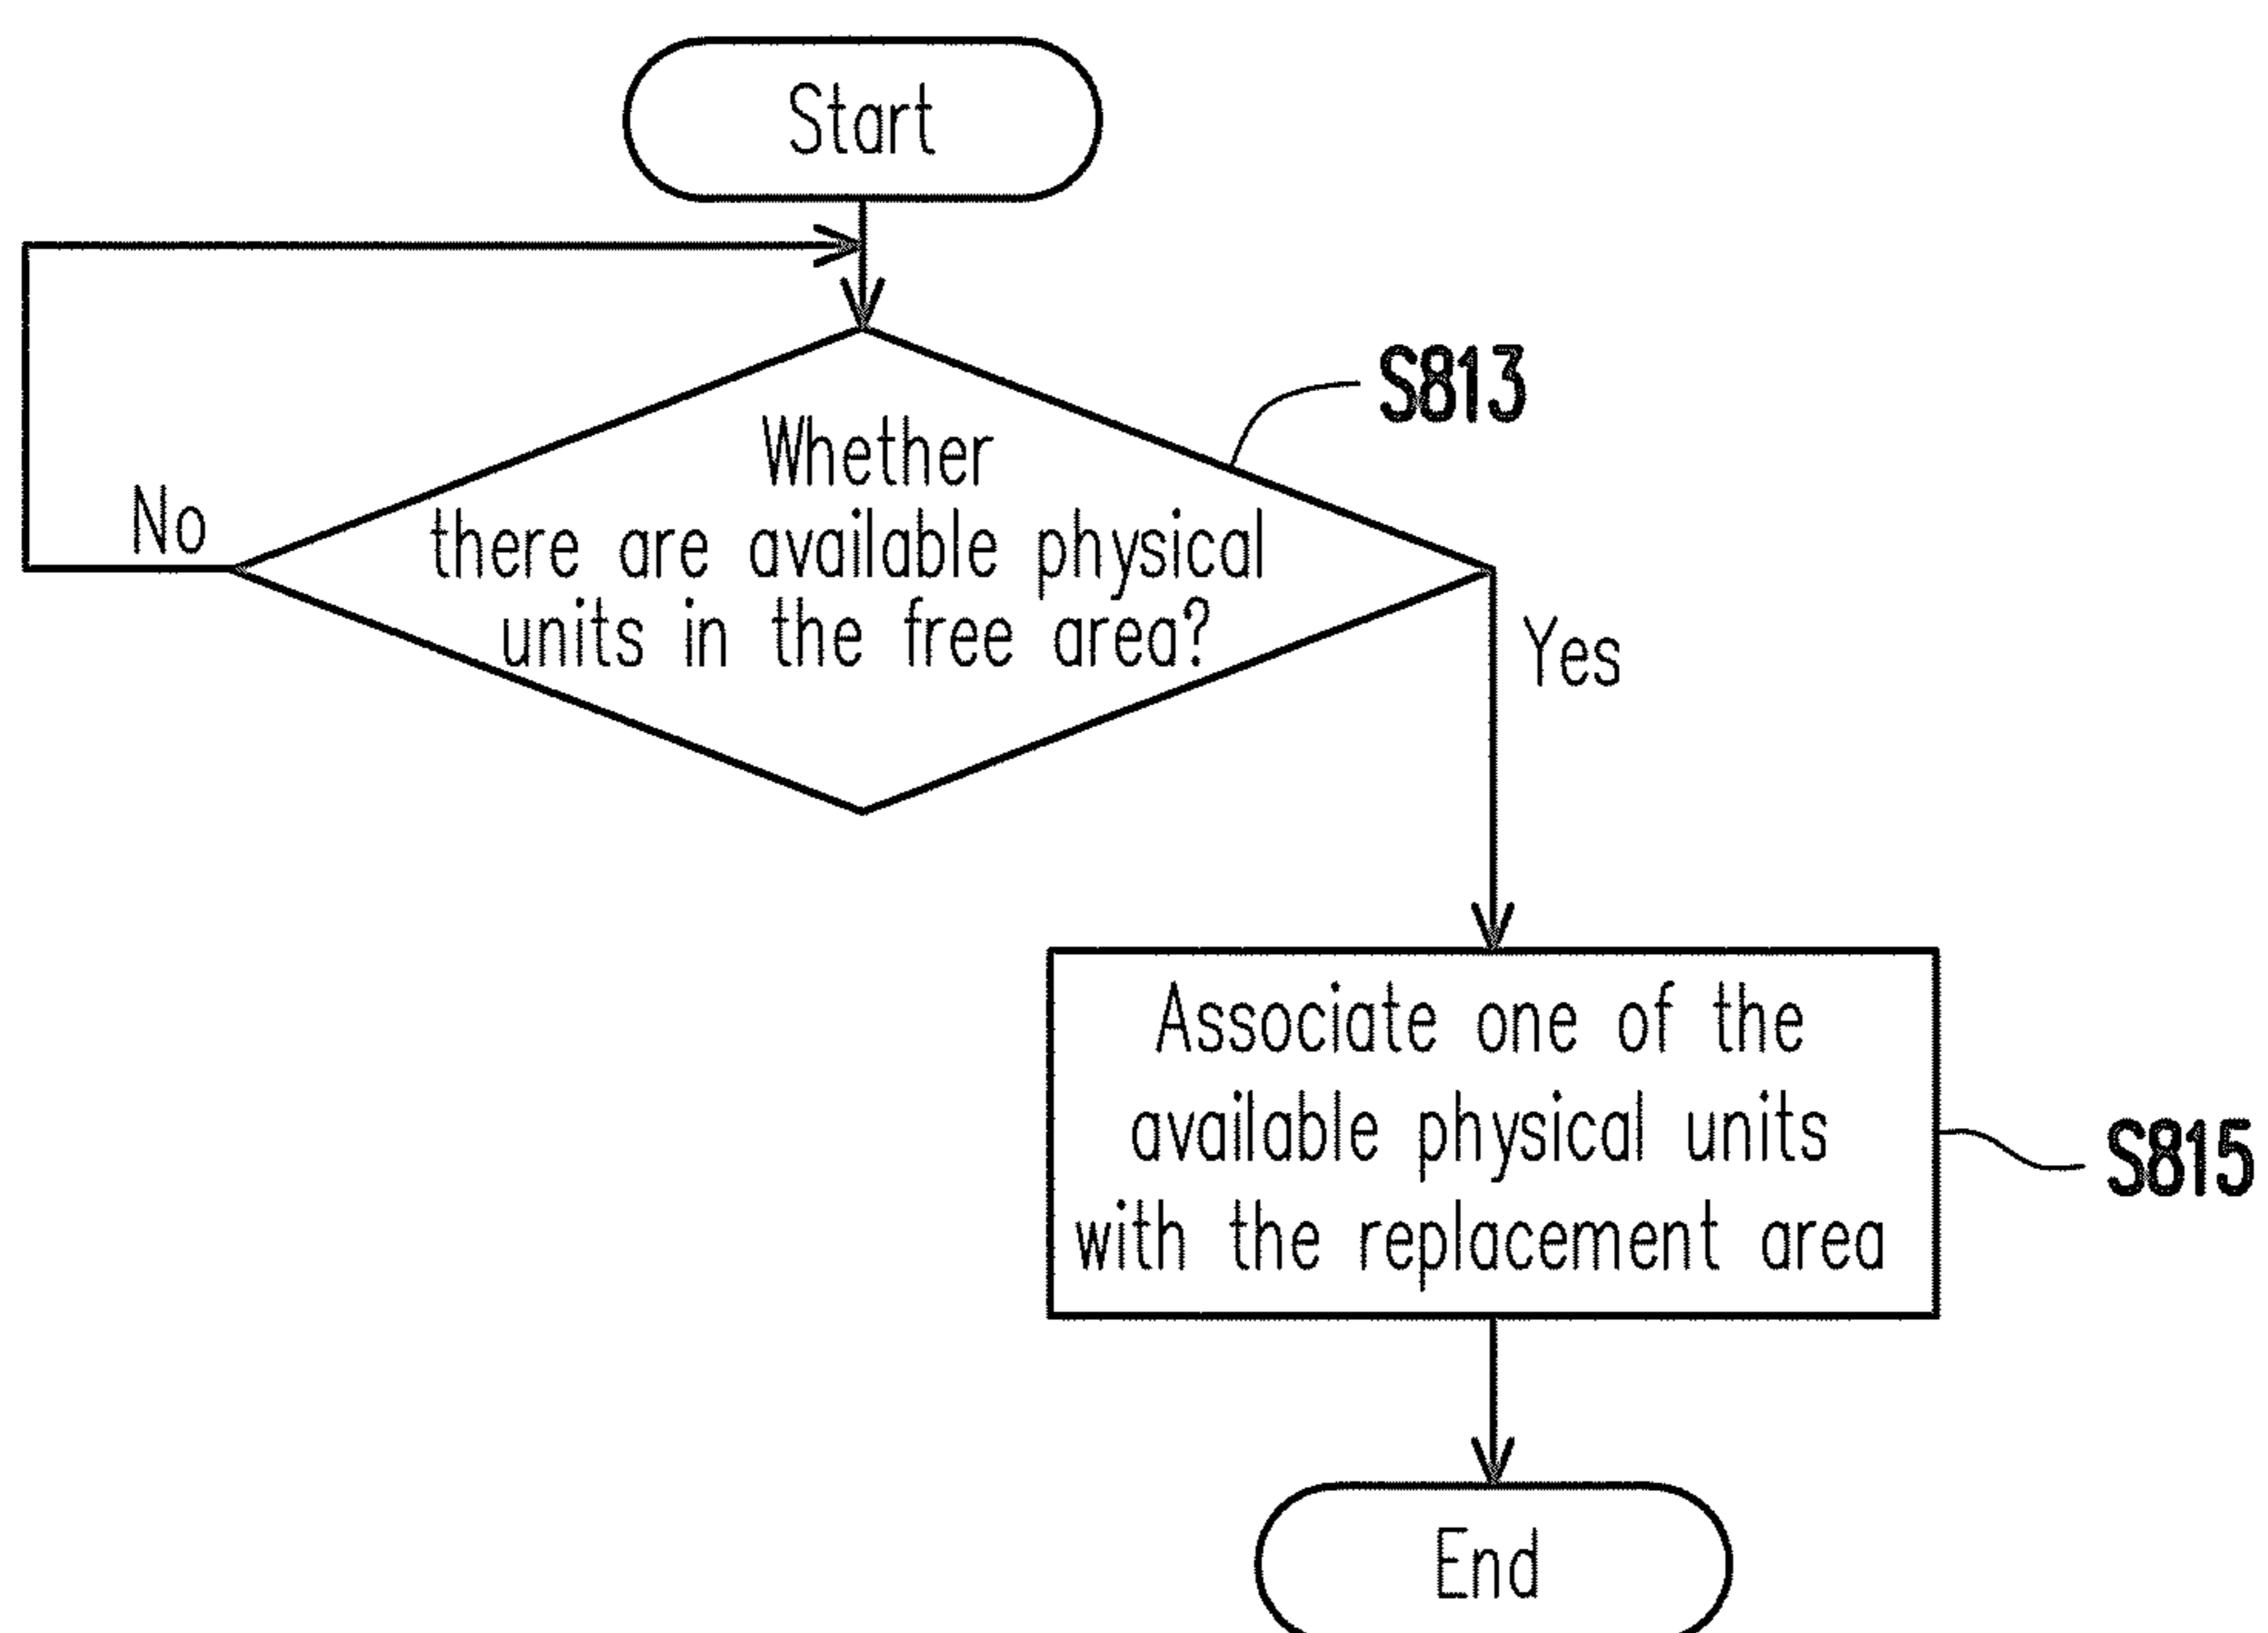 Start
S813
Whether
there are available physical
units in the free area?
No
Yes
Associate one of the
available physical units
with the replacement area
S815
End